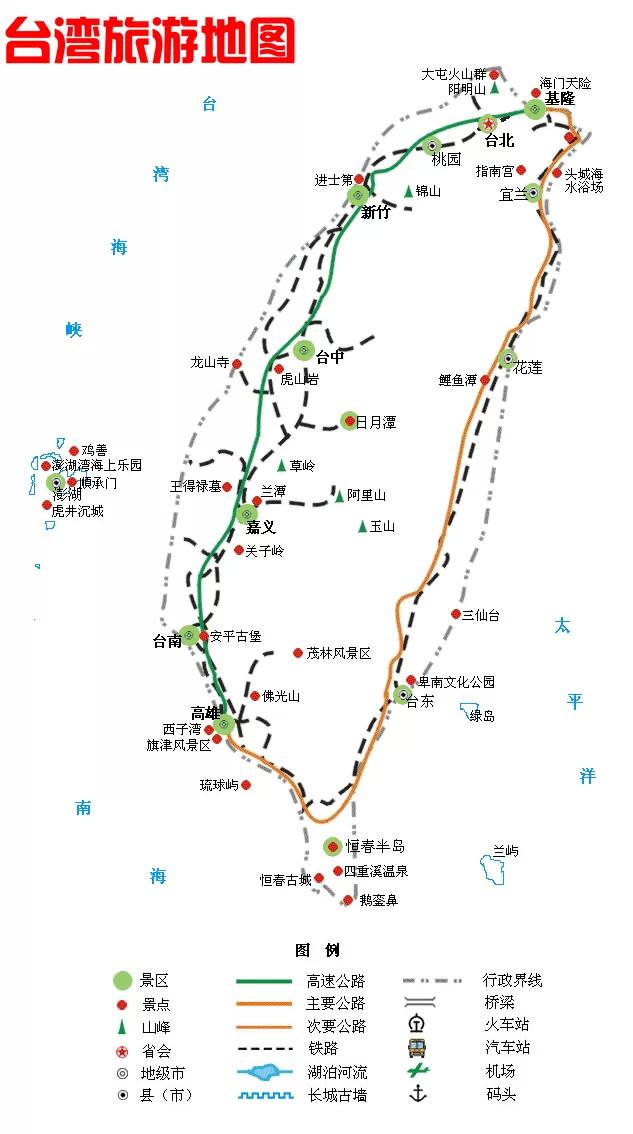 台湾旅游地图
大屯火山群
阳明山
海门天险
基隆
台北
桃园
台
湾
海
峡
指南宫
头城海
水浴场
宜兰
进士第
锦山
新竹
龙山寺
台中
虎山岩
花莲
鲤鱼潭
日月潭
鸡善
澎湖湾海上乐园
顺承门
澎湖
虎井沉城
草岭
王得禄墓
兰潭
阿里山
嘉义
玉山
关子岭
三仙台
太
平
洋
台南
安平古堡
茂林风景区
卑南文化公园
台东
绿岛
佛光山
高雄
西子湾
旗津风景区
琉球屿
南
海
恒春半岛
兰屿
四重溪温泉
恒春古城
鹅銮鼻
图 例
景区
高速公路
行政界线
景点
主要公路
桥梁
山峰
次要公路
火车站
省会
铁路
汽车站
地级市
湖泊河流
机场
县（市）
长城古墙
码头